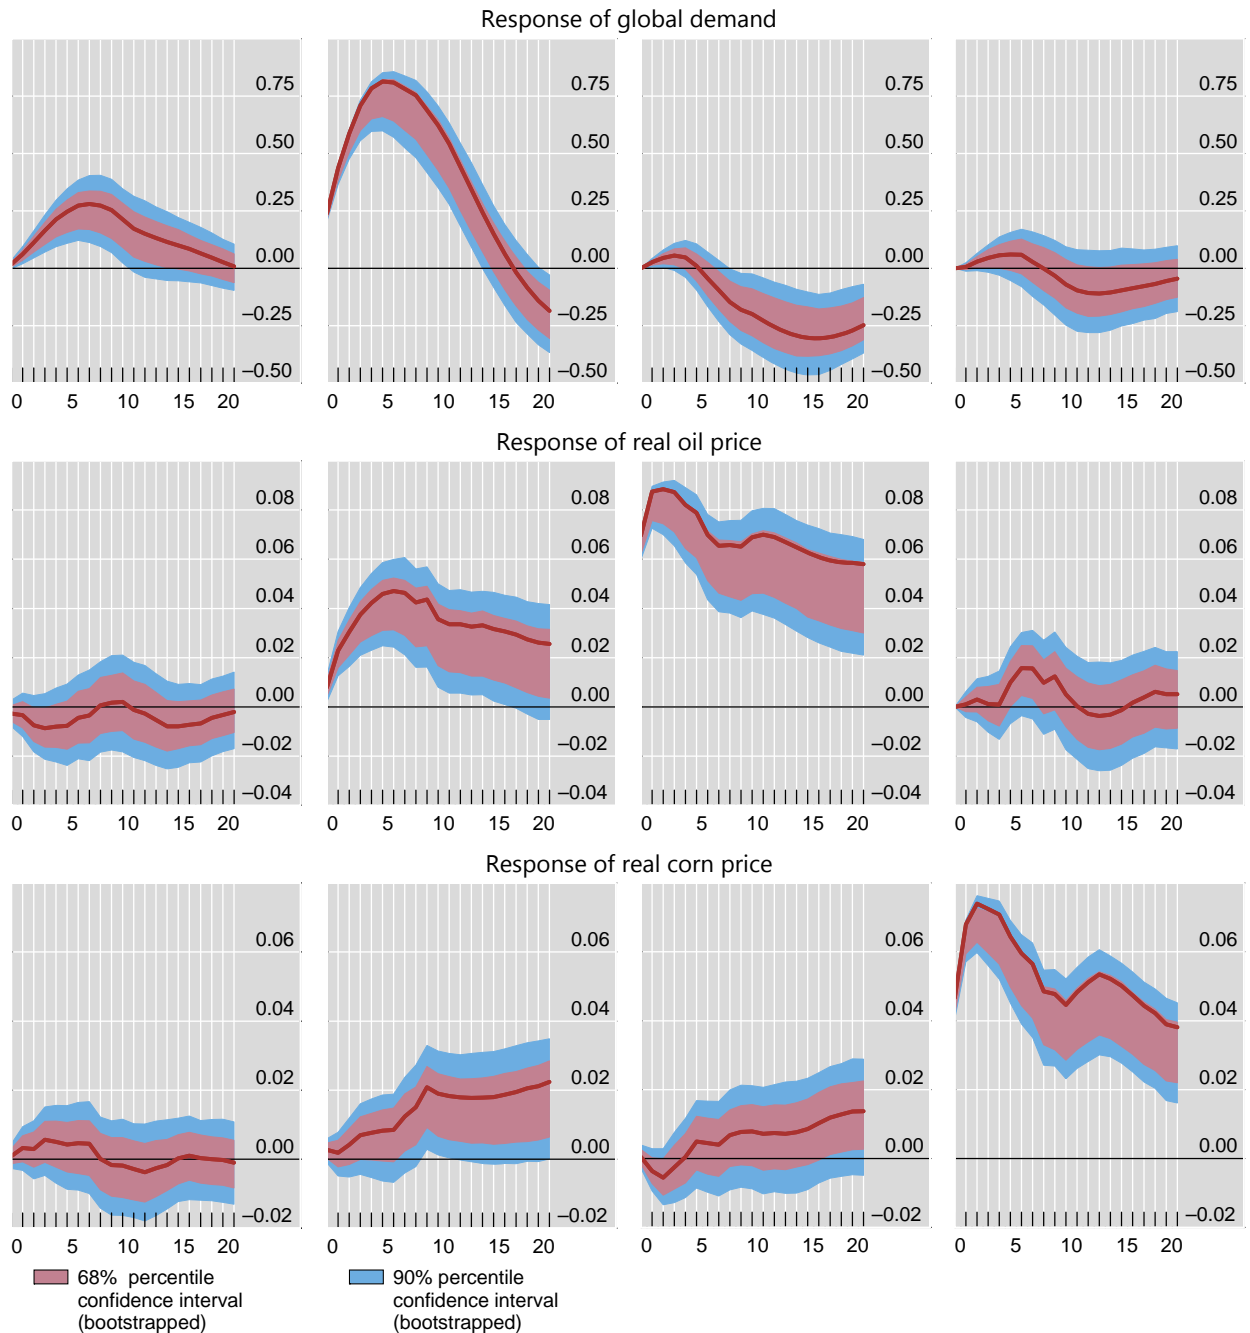 Response of global demand
0.75 0.75 0.75 0.75
0.50 0.50 0.50 0.50
0.25 0.25 0.25 0.25
0.00 0.00 0.00 0.00
–0.25 –0.25 –0.25 –0.25
–0.50 –0.50 –0.50 –0.50
0 5 10 15 20 0 5 10 15 20 0 5 10 15 20 0 5 10 15 20
Response of real oil price
0.08 0.08 0.08 0.08
0.06 0.06 0.06 0.06
0.04 0.04 0.04 0.04
0.02 0.02 0.02 0.02
0.00 0.00 0.00 0.00
–0.02 –0.02 –0.02 –0.02
–0.04 –0.04 –0.04 –0.04
0 5 10 15 20 0 5 10 15 20 0 5 10 15 20 0 5 10 15 20
Response of real corn price
0.06 0.06 0.06 0.06
0.04 0.04 0.04 0.04
0.02 0.02 0.02 0.02
0.00 0.00 0.00 0.00
–0.02 –0.02 –0.02 –0.02
0 5 10 15 20 0 5 10 15 20 0 5 10 15 20 0 5 10 15 20
68% percentile
confidence interval
(bootstrapped)
90% percentile
confidence interval
(bootstrapped)